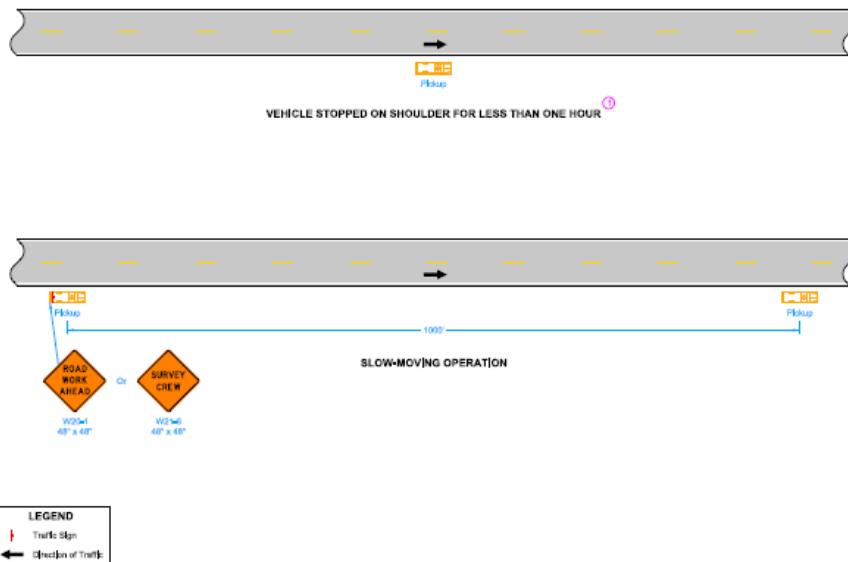 Pickup
VEHICLE STOPPED ON SHOULDER FOR LESS THAN ONE HOUR 1
Pickup
Pickup
1000'
SLOW-MOVING OPERATION
ROAD
WORK
AHEAD
Or
SURVEY
CREW
W20-1
48" x 48"
W21-6
48" x 48"
LEGEND
Traffic Sign
Direction of Traffic